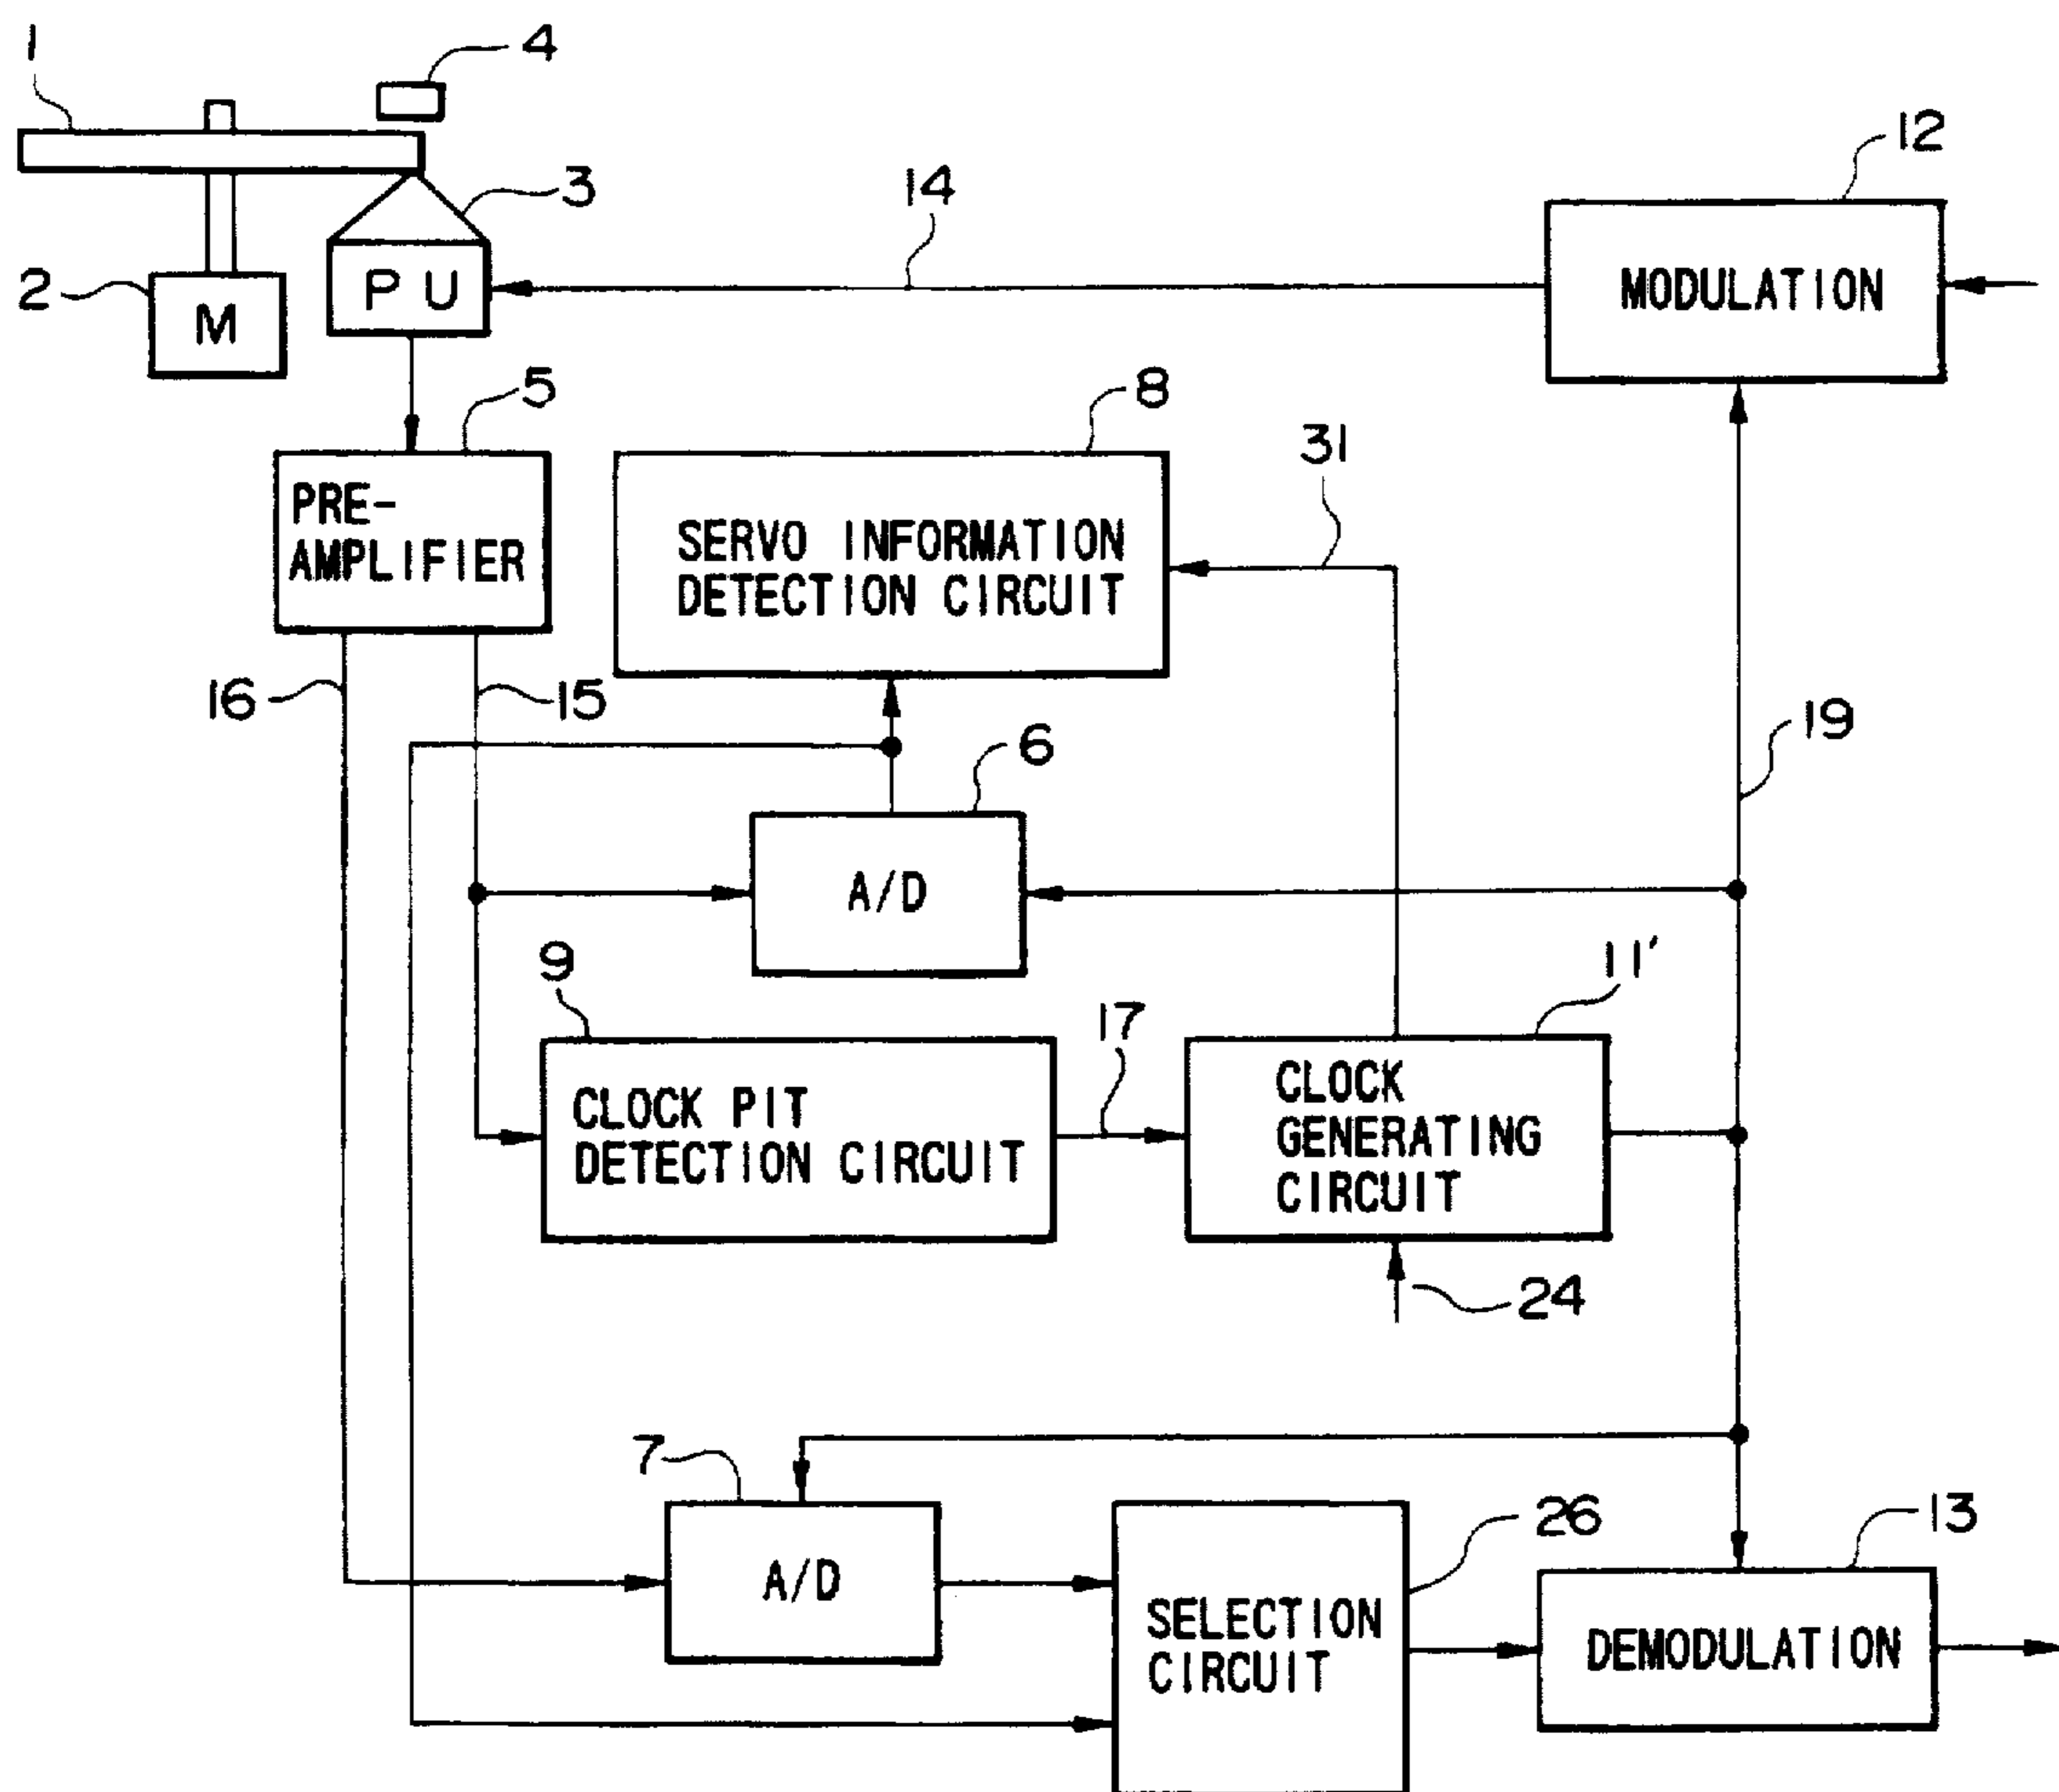 1
4
12
3
14
P U
MODULATION
2
M
5
8
31
PRE-
AMPLIFIER
SERVO INFORMATION
DETECTION CIRCUIT
16
15
19
6
A/D
9
11'
17
CLOCK PIT
DETECTION CIRCUIT
CLOCK
GENERATING
CIRCUIT
24
7
26
13
A/D
SELECTION
CIRCUIT
DEMODULATION